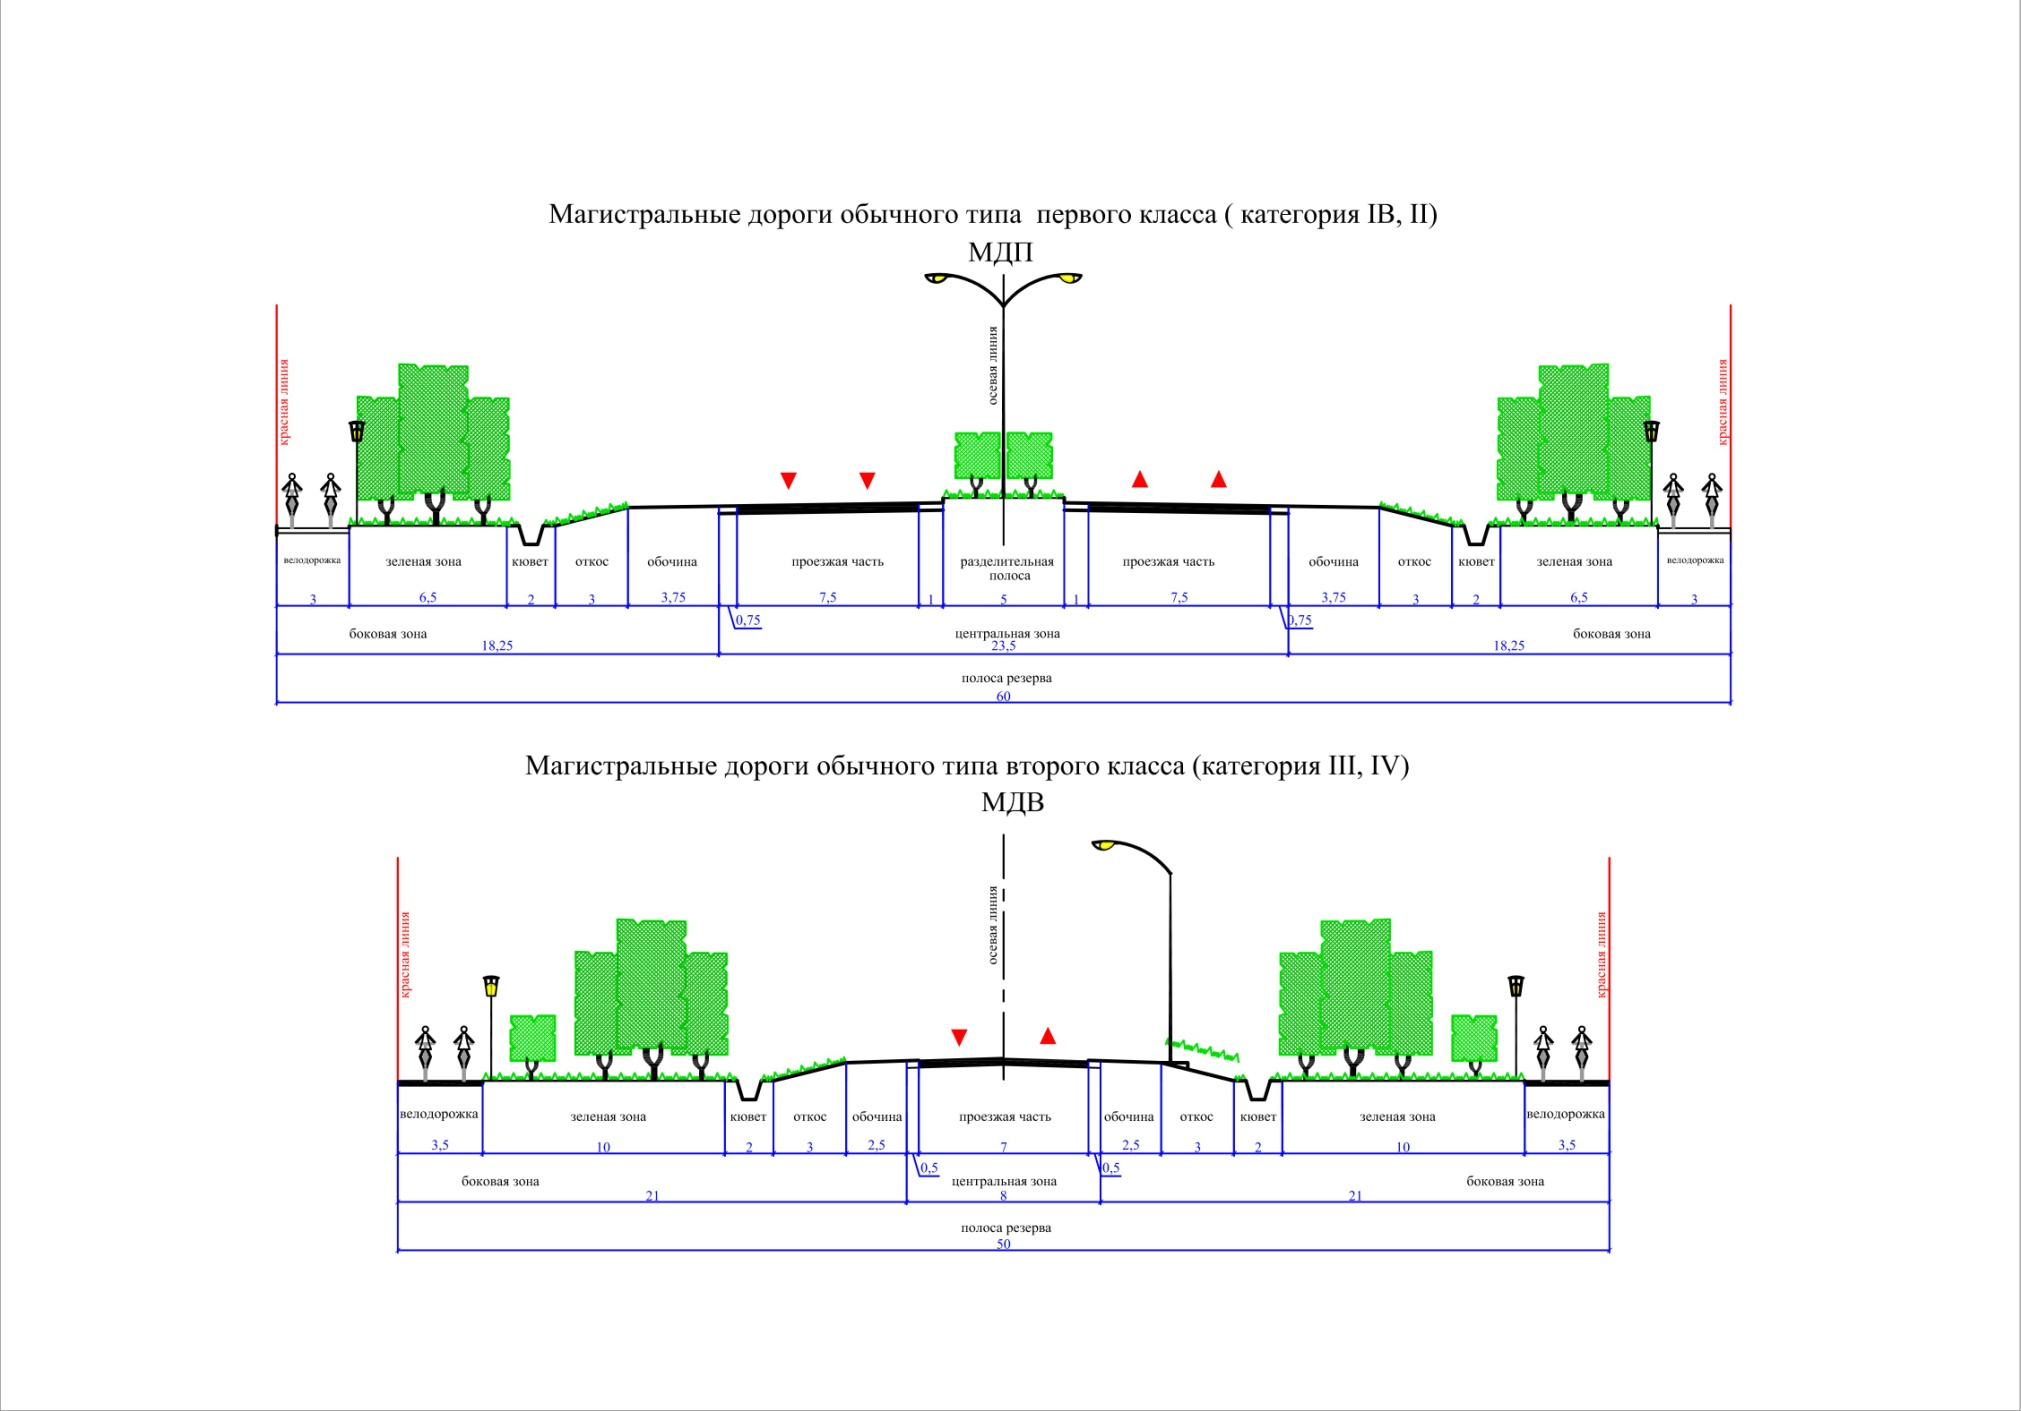 Магистральные дороги обычного типа первого класса ( категория IВ, II)
МДП
красная линия
осевая линия
красная линия
велодорожка зеленая зона кювет откос обочина проезжая часть разделительная полоса проезжая часть обочина откос кювет зеленая зона велодорожка
3 6,5 2 3 3,75 7,5 1 5 1 7,5 3,75 3 2 6,5 3
0,75 0,75
боковая зона центральная зона боковая зона
18,25 23,5 18,25
полоса резерва
60
Магистральные дороги обычного типа второго класса (категория III, IV)
МДВ
красная линия
осевая линия
красная линия
велодорожка зеленая зона кювет откос обочина проезжая часть обочина откос кювет зеленая зона велодорожка
3,5 10 2 3 2,5 7 2,5 3 2 10 3,5
0,5 0,5
боковая зона центральная зона боковая зона
21 8 21
полоса резерва
50